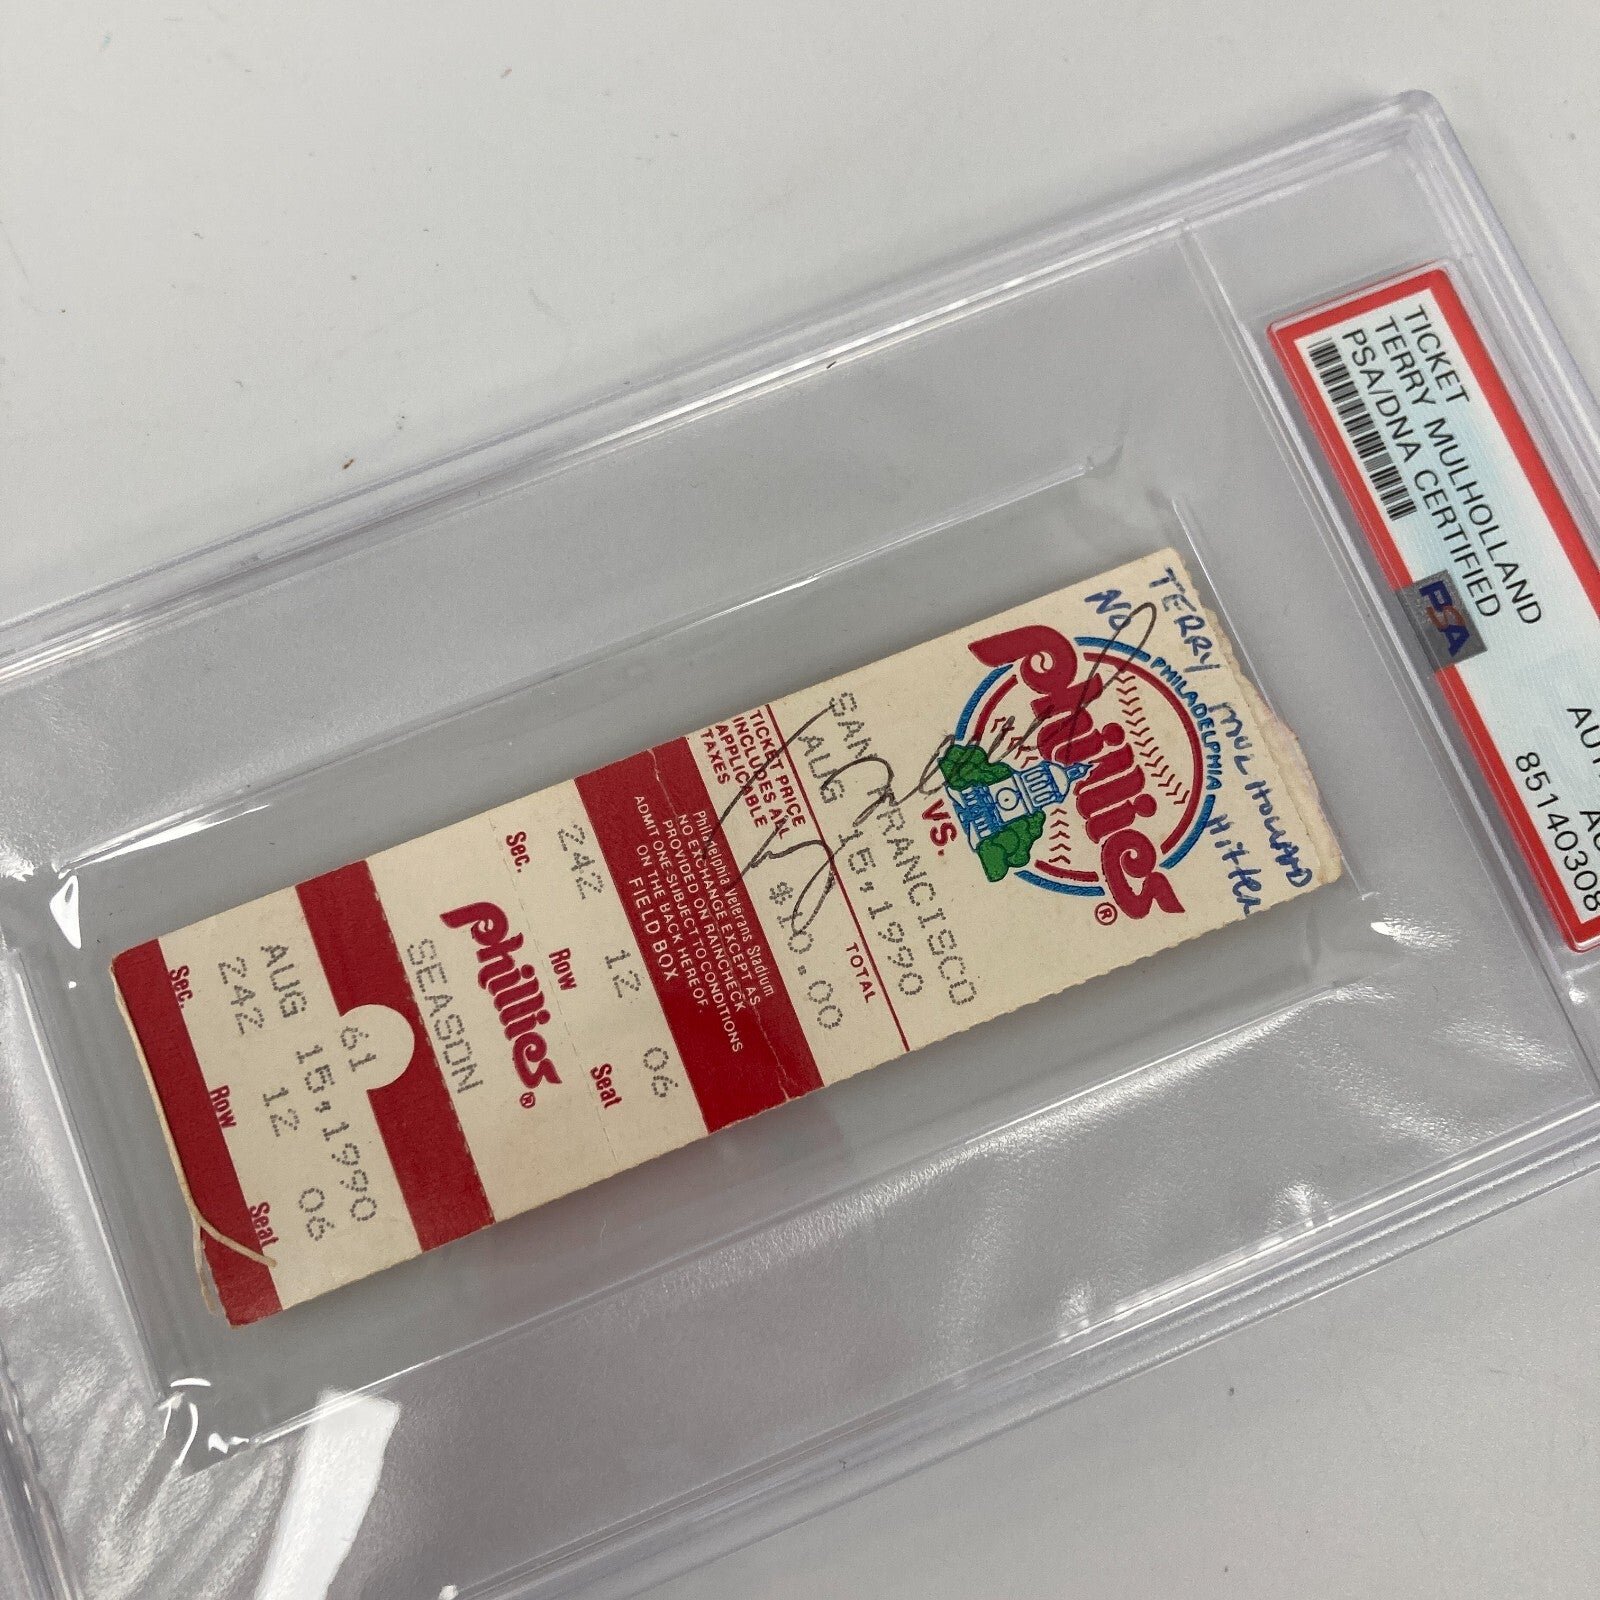 TICKET
TERRY MULHOLLAND
PSA/DNA CERTIFIED
85140308
PSA
TERRY MULHOLLAND
NO Hitter
Phillies®
PHILADELPHIA
VS.
SAN FRANCISCO
AUG 15,1990
TOTAL
$10.00
TICKET PRICE
INCLUDES ALL
APPLICABLE
TAXES
Philadelphia Veterans Stadium
NO EXCHANGE EXCEPT AS
PROVIDED ON RAINCHECK
ADMIT ONE-SUBJECT TO CONDITIONS
ON THE BACK HEREOF.
FIELD BOX
242 12 06
Sec. Row Seat
Phillies®
SEASON
61
AUG 15,1990
242 12 06
Sec. Row Seat